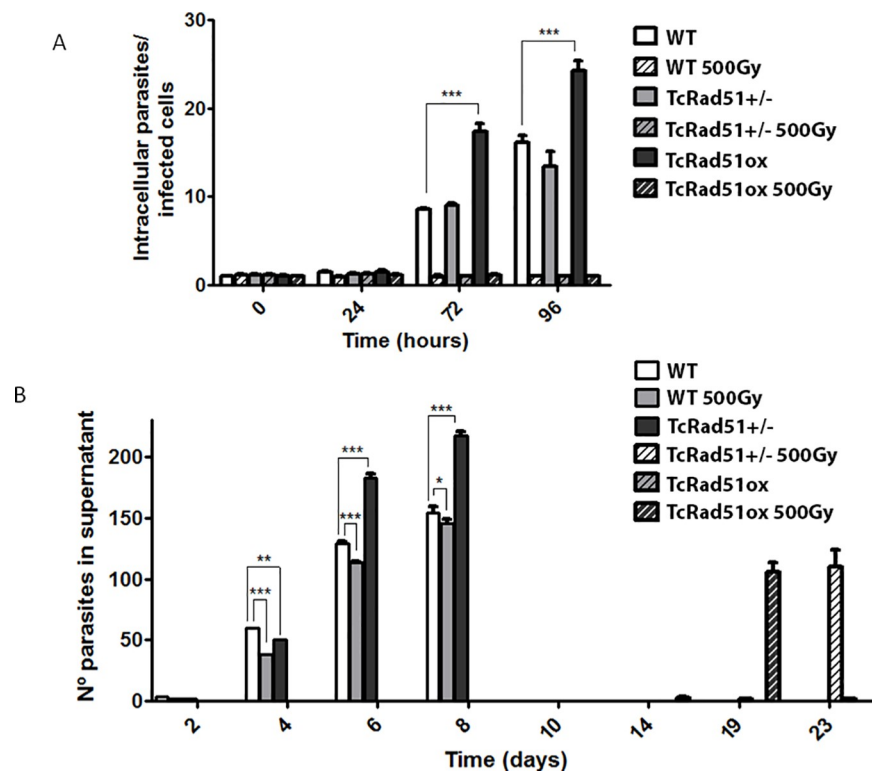 A
Intracellular parasites/
infected cells
30
20
10
0
***
***
0
24
72
96
Time (hours)
WT
WT 500Gy
TcRad51+/-
TcRad51+/- 500Gy
TcRad51ox
TcRad51ox 500Gy
B
Nº parasites in supernatant
200
150
100
50
0
**
***
***
***
***
*
2
4
6
8
10
14
19
23
Time (days)
WT
WT 500Gy
TcRad51+/-
TcRad51+/- 500Gy
TcRad51ox
TcRad51ox 500Gy